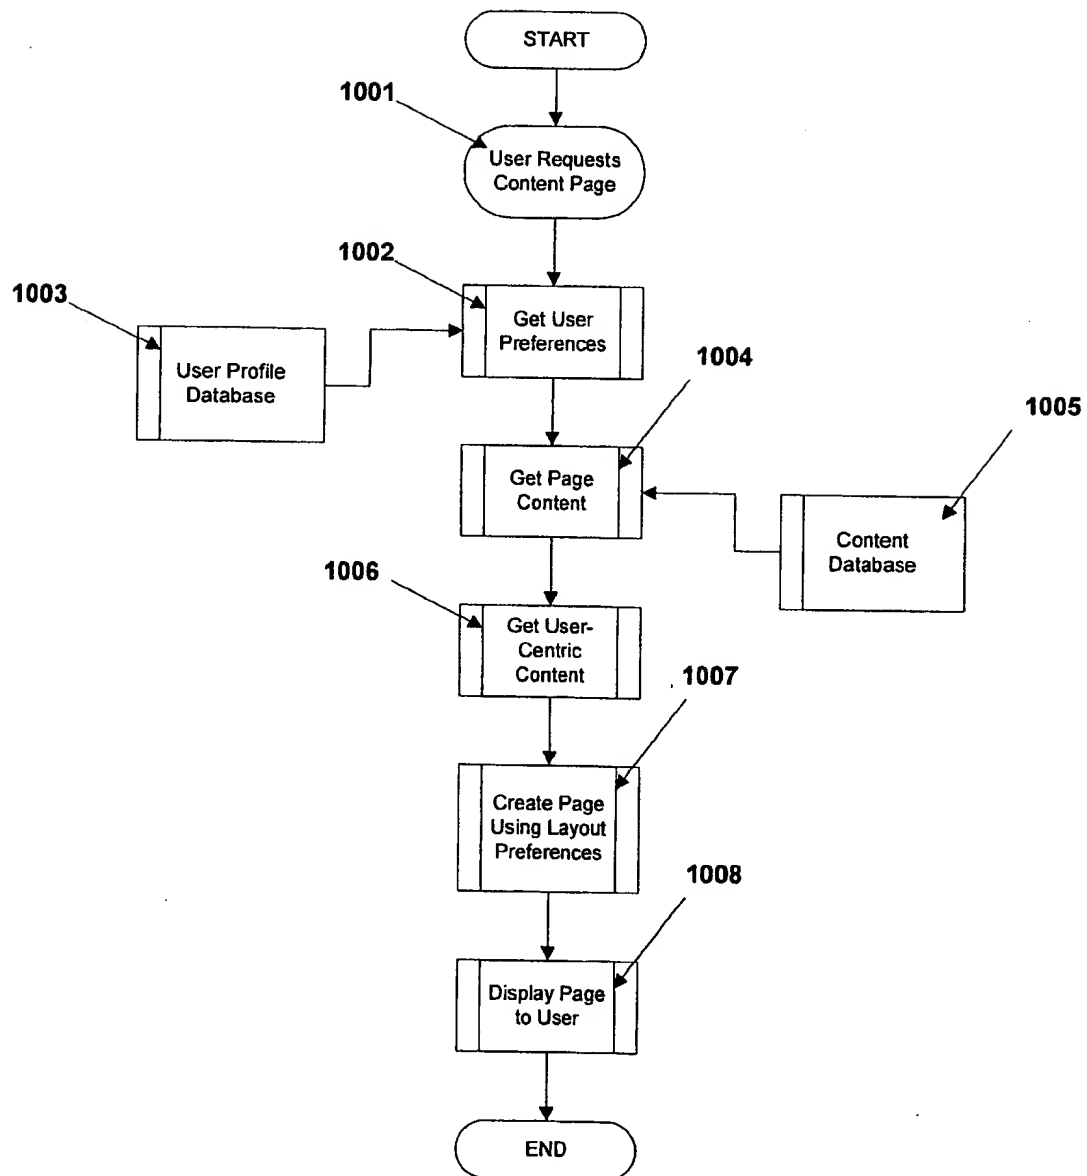 START
1001
User Requests
Content Page
1002
1003
Get User
Preferences
User Profile
Database
1004
1005
Get Page
Content
Content
Database
1006
Get User-
Centric
Content
1007
Create Page
Using Layout
Preferences
1008
Display Page
to User
END